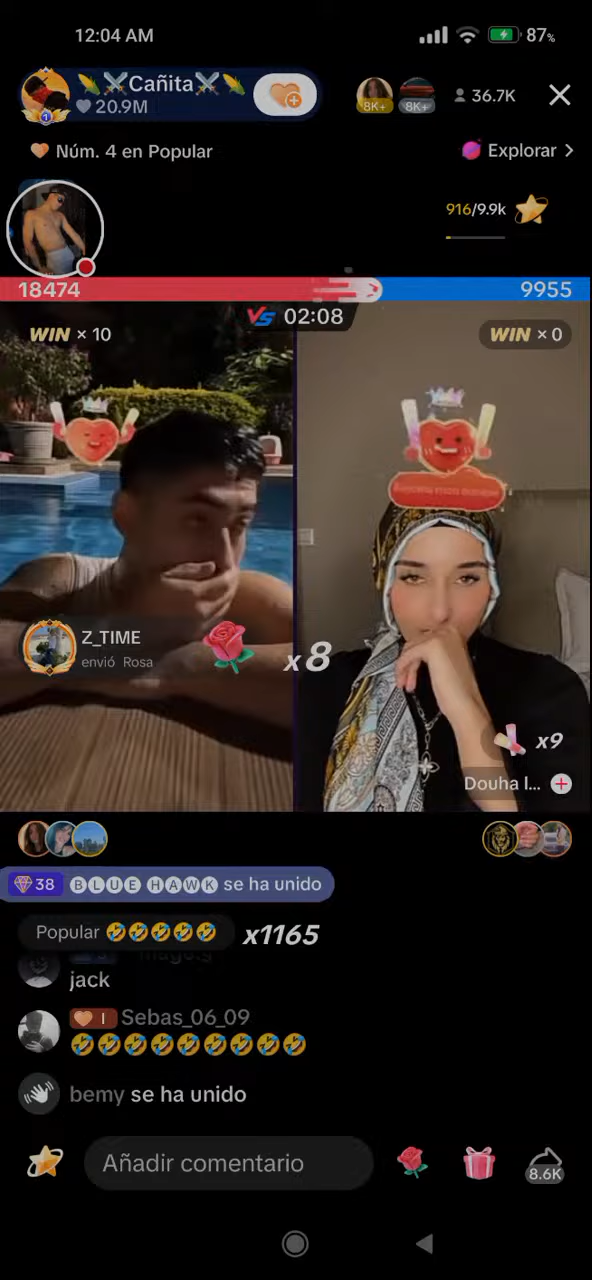 12:04 AM
87%
Cañita
20.9M
8K+
8K+
36.7K
Núm. 4 en Popular
Explorar
916/9.9k
18474
9955
WIN × 10
VS 02:08
WIN × 0
Z_TIME
envió Rosa
x8
x9
Douha l...
38 BLUE HAWK se ha unido
Popular 🤣🤣🤣🤣🤣 x1165
jack
I Sebas_06_09
🤣🤣🤣🤣🤣🤣🤣🤣🤣
bemy se ha unido
Añadir comentario
8.6K